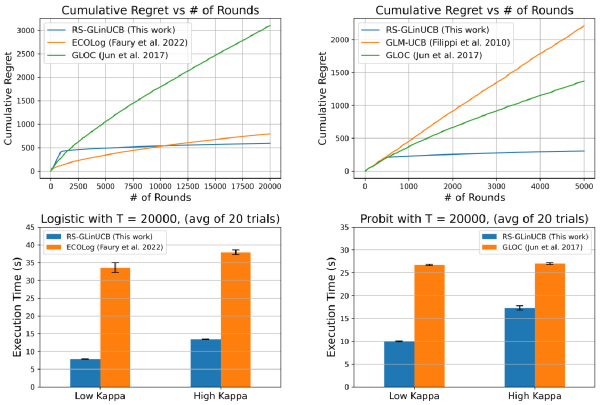 Cumulative Regret vs # of Rounds
RS-GLinUCB (This work)
ECOLog (Faury et al. 2022)
GLOC (Jun et al. 2017)
Cumulative Regret
3000
2500
2000
1500
1000
500
0
0 2500 5000 7500 10000 12500 15000 17500 20000
# of Rounds
Cumulative Regret vs # of Rounds
RS-GLinUCB (This work)
GLM-UCB (Filippi et al. 2010)
GLOC (Jun et al. 2017)
Cumulative Regret
2000
1500
1000
500
0
0 1000 2000 3000 4000 5000
# of Rounds
Logistic with T = 20000, (avg of 20 trials)
RS-GLinUCB (This work)
ECOLog (Faury et al. 2022)
Execution Time (s)
45
40
35
30
25
20
15
10
5
0
Low Kappa High Kappa
Probit with T = 20000, (avg of 20 trials)
RS-GLinUCB (This work)
GLOC (Jun et al. 2017)
Execution Time (s)
35
30
25
20
15
10
5
0
Low Kappa High Kappa